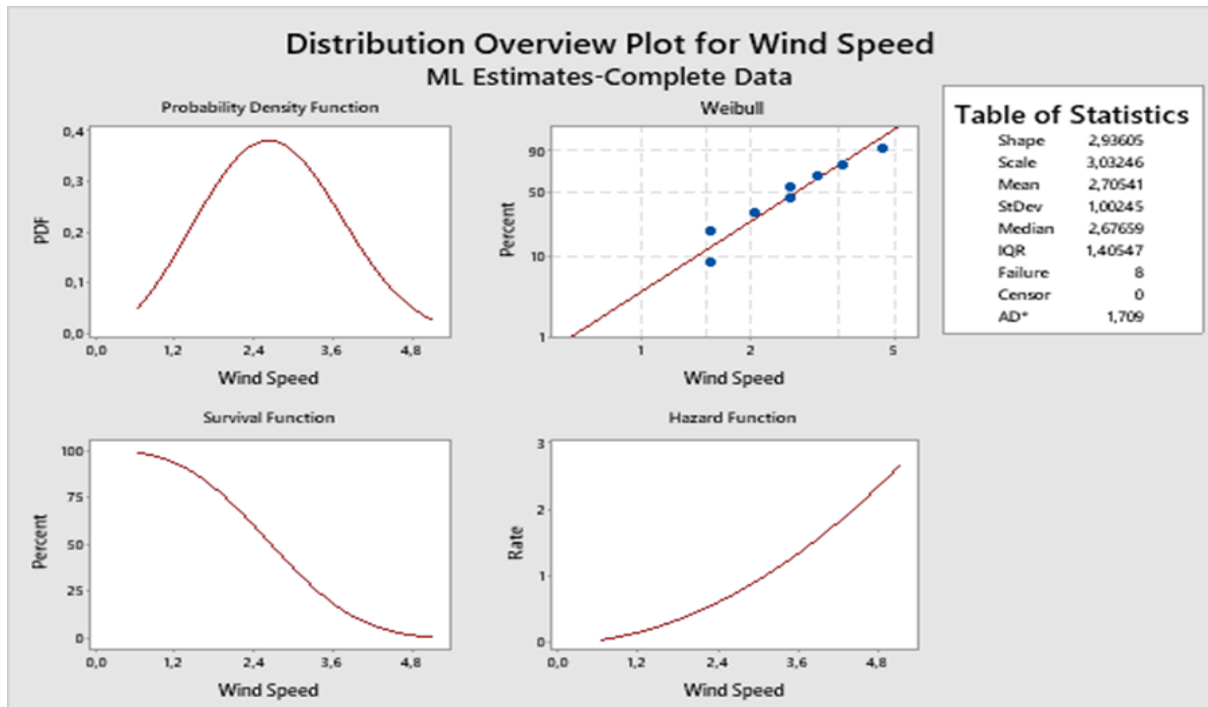 Distribution Overview Plot for Wind Speed
ML Estimates-Complete Data
Probability Density Function
0,4
0,3
0,2
0,1
0,0
PDF
0,0 1,2 2,4 3,6 4,8
Wind Speed
Weibull
90
50
10
1
Percent
1 2 5
Wind Speed
Table of Statistics
Shape 2,93605
Scale 3,03246
Mean 2,70541
StDev 1,00245
Median 2,67659
IQR 1,40547
Failure 8
Censor 0
AD* 1,709
Survival Function
100
75
50
25
0
Percent
0,0 1,2 2,4 3,6 4,8
Wind Speed
Hazard Function
3
2
1
0
Rate
0,0 1,2 2,4 3,6 4,8
Wind Speed